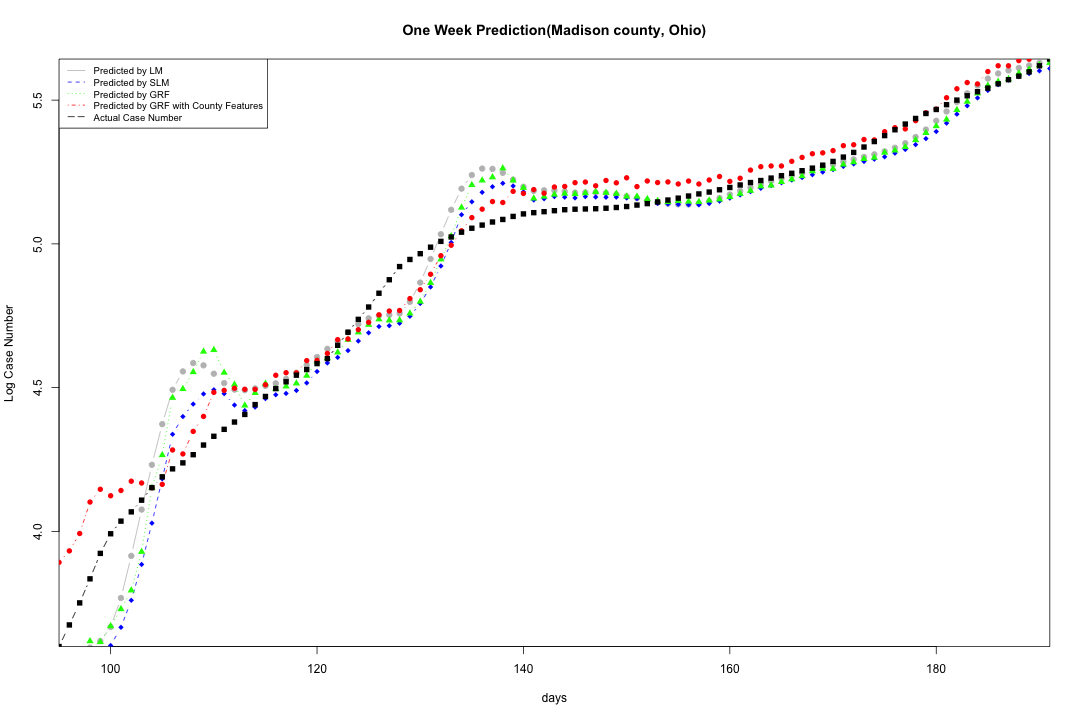 One Week Prediction(Madison county, Ohio)
Predicted by LM
Predicted by SLM
Predicted by GRF
Predicted by GRF with County Features
Actual Case Number
Log Case Number
5.5
5.0
4.5
4.0
100 120 140 160 180
days